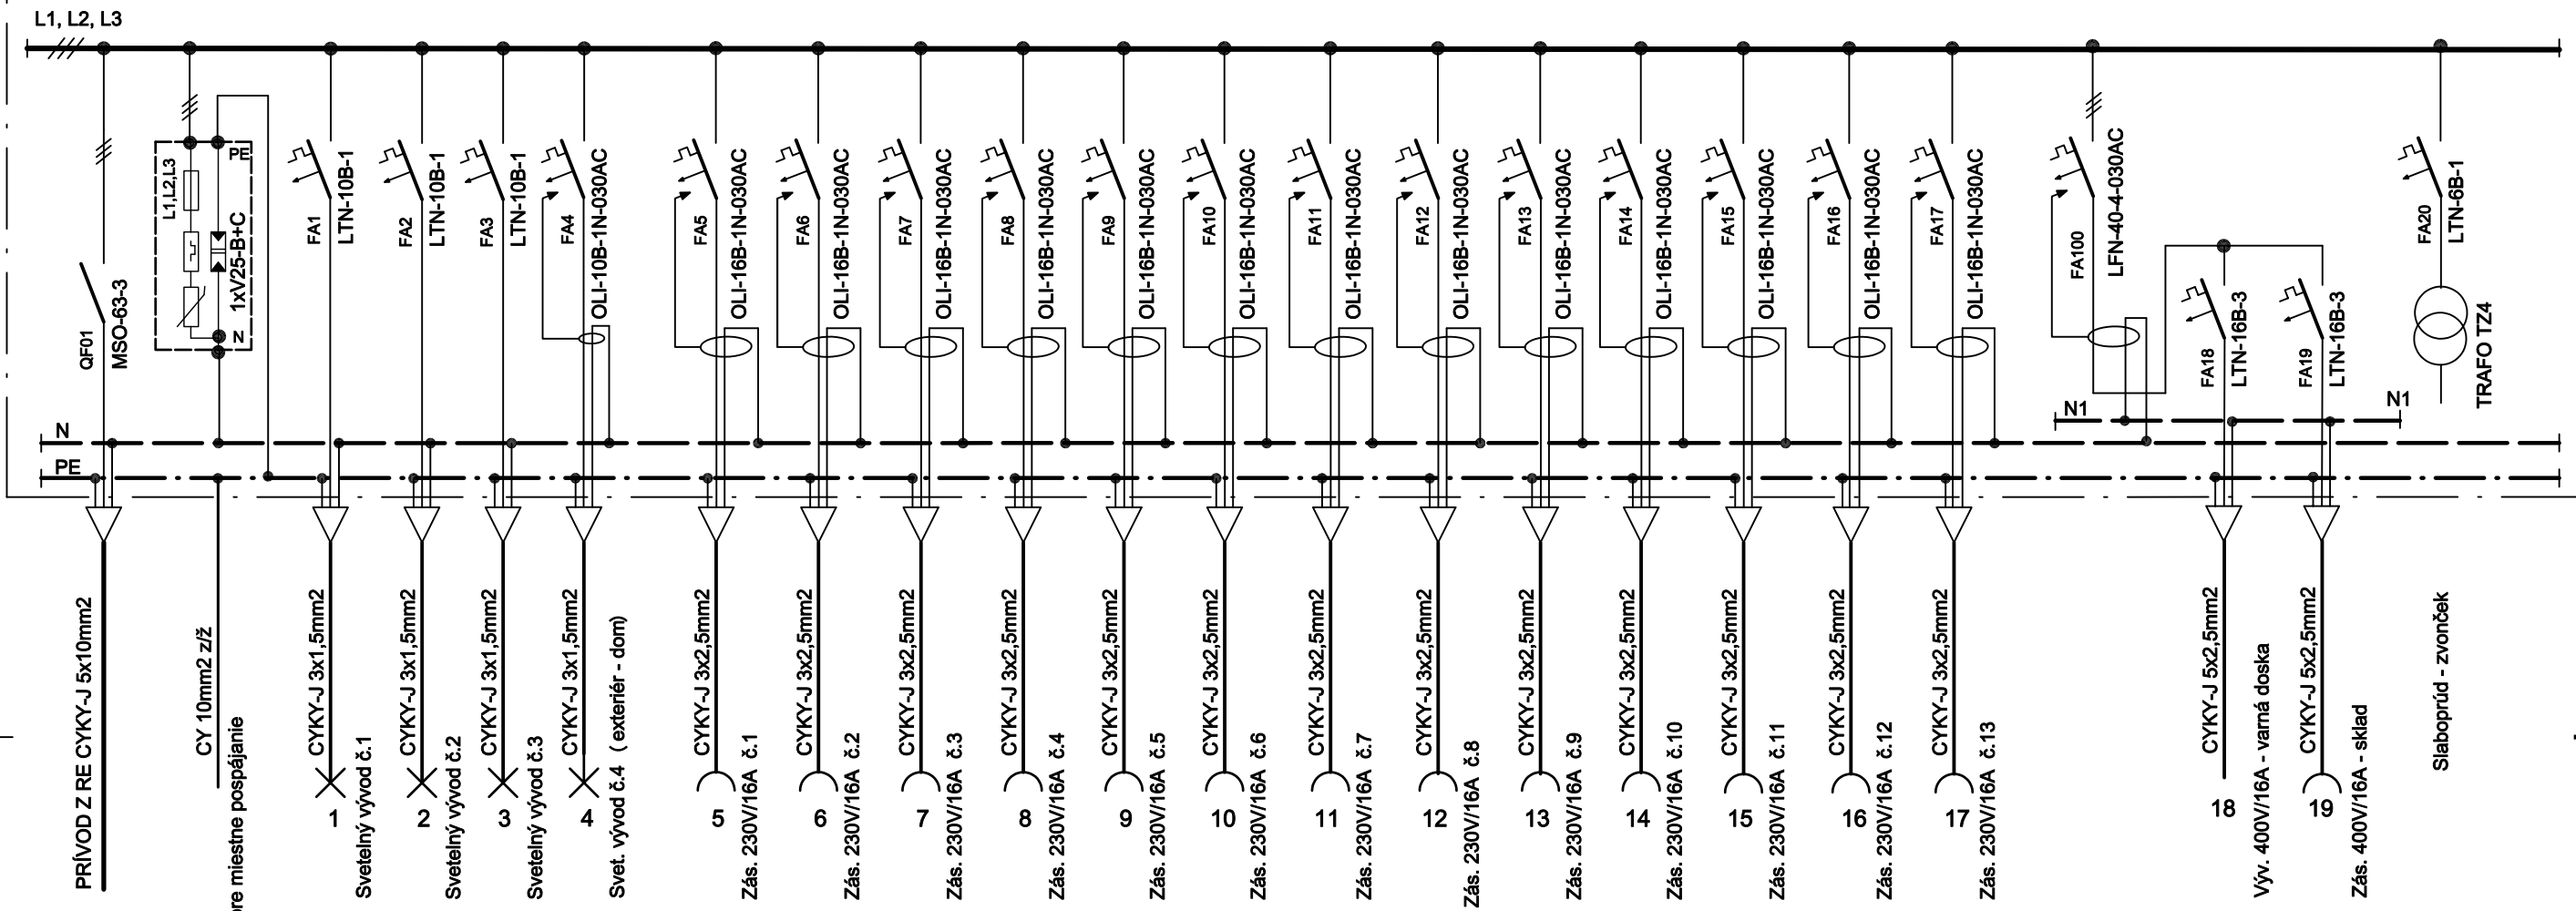 L1, L2, L3
QF01
MSO-63-3
L1,L2,L3
PE
1xV25-B+C
N
FA1
LTN-10B-1
FA2
LTN-10B-1
FA3
LTN-10B-1
FA4
OLI-10B-1N-030AC
FA5
OLI-16B-1N-030AC
FA6
OLI-16B-1N-030AC
FA7
OLI-16B-1N-030AC
FA8
OLI-16B-1N-030AC
FA9
OLI-16B-1N-030AC
FA10
OLI-16B-1N-030AC
FA11
OLI-16B-1N-030AC
FA12
OLI-16B-1N-030AC
FA13
OLI-16B-1N-030AC
FA14
OLI-16B-1N-030AC
FA15
OLI-16B-1N-030AC
FA16
OLI-16B-1N-030AC
FA17
OLI-16B-1N-030AC
FA100
LFN-40-4-030AC
FA18
LTN-16B-3
FA19
LTN-16B-3
FA20
LTN-6B-1
TRAFO TZ4
N1
N1
N
PE
PRÍVOD Z RE CYKY-J 5x10mm2
CY 10mm2 z/ž
pre miestne pospájanie
CYKY-J 3x1,5mm2
1
Svetelný vývod č.1
CYKY-J 3x1,5mm2
2
Svetelný vývod č.2
CYKY-J 3x1,5mm2
3
Svetelný vývod č.3
CYKY-J 3x1,5mm2
4
Svet. vývod č.4 ( exteriér - dom)
CYKY-J 3x2,5mm2
5
Zás. 230V/16A č.1
CYKY-J 3x2,5mm2
6
Zás. 230V/16A č.2
CYKY-J 3x2,5mm2
7
Zás. 230V/16A č.3
CYKY-J 3x2,5mm2
8
Zás. 230V/16A č.4
CYKY-J 3x2,5mm2
9
Zás. 230V/16A č.5
CYKY-J 3x2,5mm2
10
Zás. 230V/16A č.6
CYKY-J 3x2,5mm2
11
Zás. 230V/16A č.7
CYKY-J 3x2,5mm2
12
Zás. 230V/16A č.8
CYKY-J 3x2,5mm2
13
Zás. 230V/16A č.9
CYKY-J 3x2,5mm2
14
Zás. 230V/16A č.10
CYKY-J 3x2,5mm2
15
Zás. 230V/16A č.11
CYKY-J 3x2,5mm2
16
Zás. 230V/16A č.12
CYKY-J 3x2,5mm2
17
Zás. 230V/16A č.13
CYKY-J 5x2,5mm2
18
Výv. 400V/16A - varná doska
CYKY-J 5x2,5mm2
19
Zás. 400V/16A - sklad
Slaboprúd - zvonček